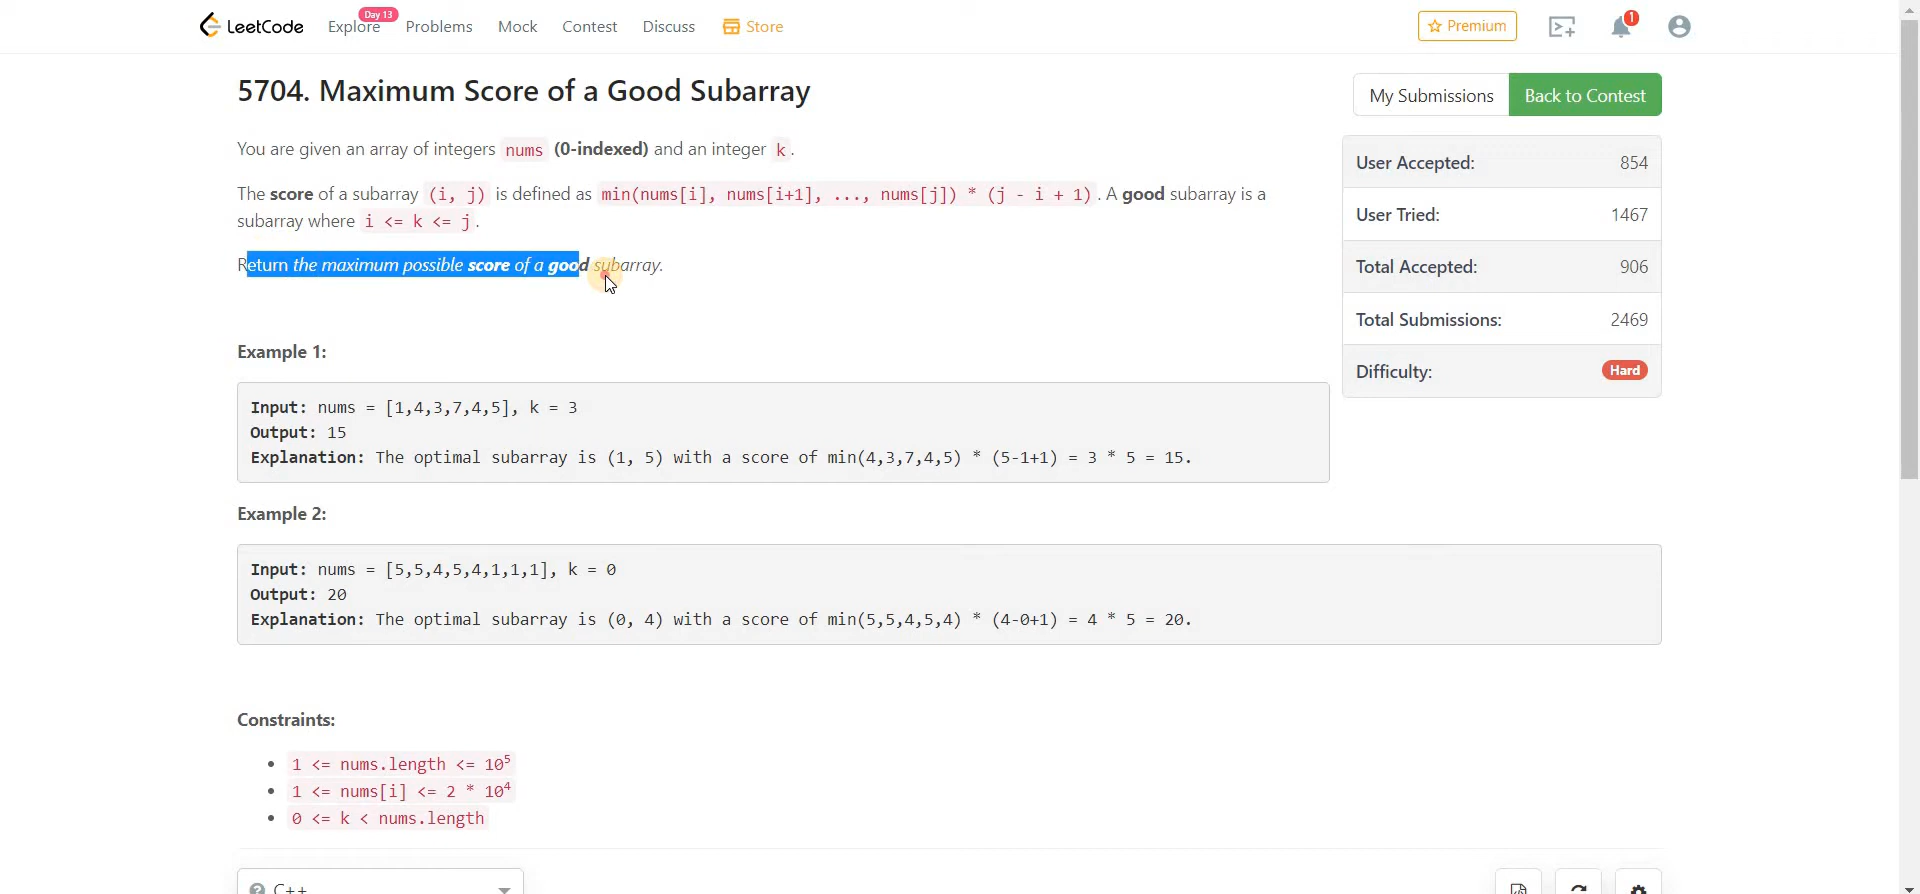 LeetCode Explore Day 13 Problems Mock Contest Discuss Store Premium 1
5704. Maximum Score of a Good Subarray
My Submissions Back to Contest
You are given an array of integers nums (0-indexed) and an integer k.
The score of a subarray (i, j) is defined as min(nums[i], nums[i+1], ..., nums[j]) * (j - i + 1). A good subarray is a
subarray where i <= k <= j.
Return the maximum possible score of a good subarray.
User Accepted: 854
User Tried: 1467
Total Accepted: 906
Total Submissions: 2469
Difficulty: Hard
Example 1:
Input: nums = [1,4,3,7,4,5], k = 3
Output: 15
Explanation: The optimal subarray is (1, 5) with a score of min(4,3,7,4,5) * (5-1+1) = 3 * 5 = 15.
Example 2:
Input: nums = [5,5,4,5,4,1,1,1], k = 0
Output: 20
Explanation: The optimal subarray is (0, 4) with a score of min(5,5,4,5,4) * (4-0+1) = 4 * 5 = 20.
Constraints:
1 <= nums.length <= 10⁵
1 <= nums[i] <= 2 * 10⁴
0 <= k < nums.length
C++